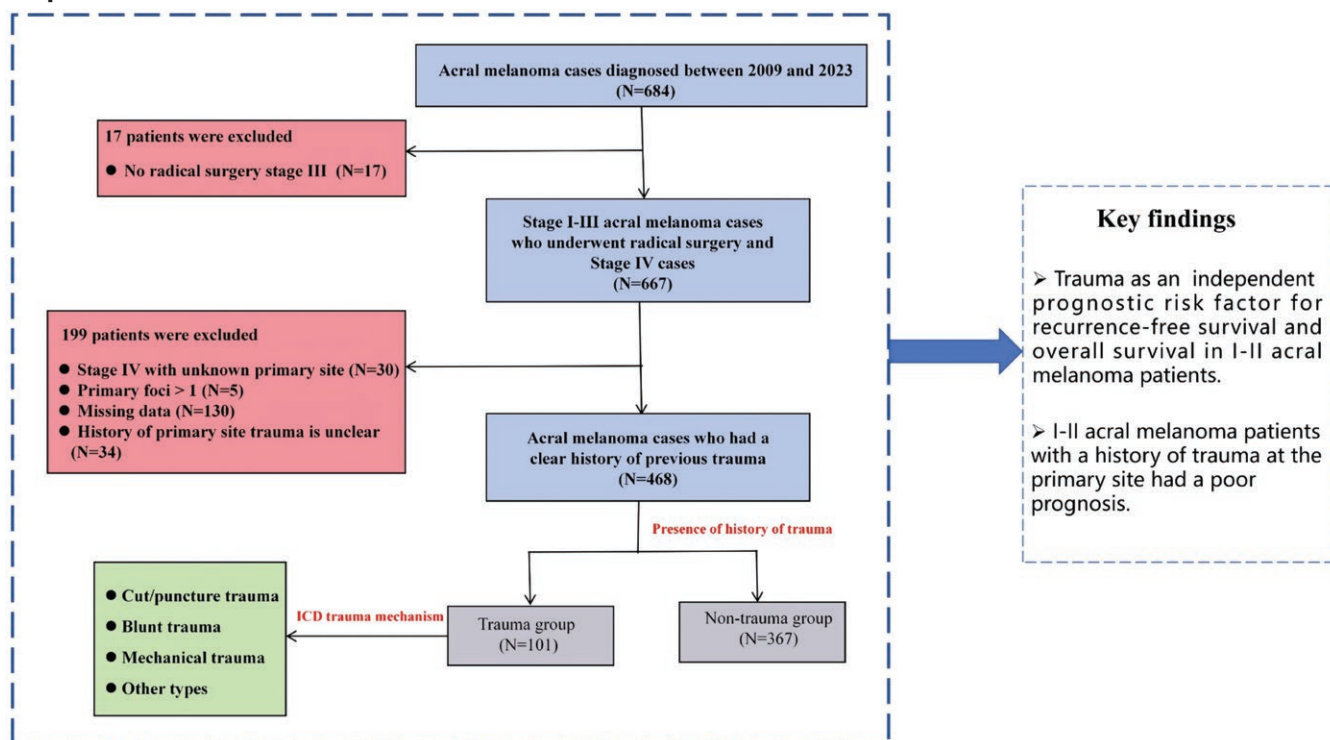 Acral melanoma cases diagnosed between 2009 and 2023
(N=684)
17 patients were excluded
● No radical surgery stage III (N=17)
Stage I-III acral melanoma cases
who underwent radical surgery and
Stage IV cases
(N=667)
199 patients were excluded
● Stage IV with unknown primary site (N=30)
● Primary foci > 1 (N=5)
● Missing data (N=130)
● History of primary site trauma is unclear
(N=34)
Acral melanoma cases who had a
clear history of previous trauma
(N=468)
Presence of history of trauma
● Cut/puncture trauma
● Blunt trauma
● Mechanical trauma
● Other types
ICD trauma mechanism
Trauma group
(N=101)
Non-trauma group
(N=367)
Key findings
➢ Trauma as an independent
prognostic risk factor for
recurrence-free survival and
overall survival in I-II acral
melanoma patients.
➢ I-II acral melanoma patients
with a history of trauma at the
primary site had a poor
prognosis.